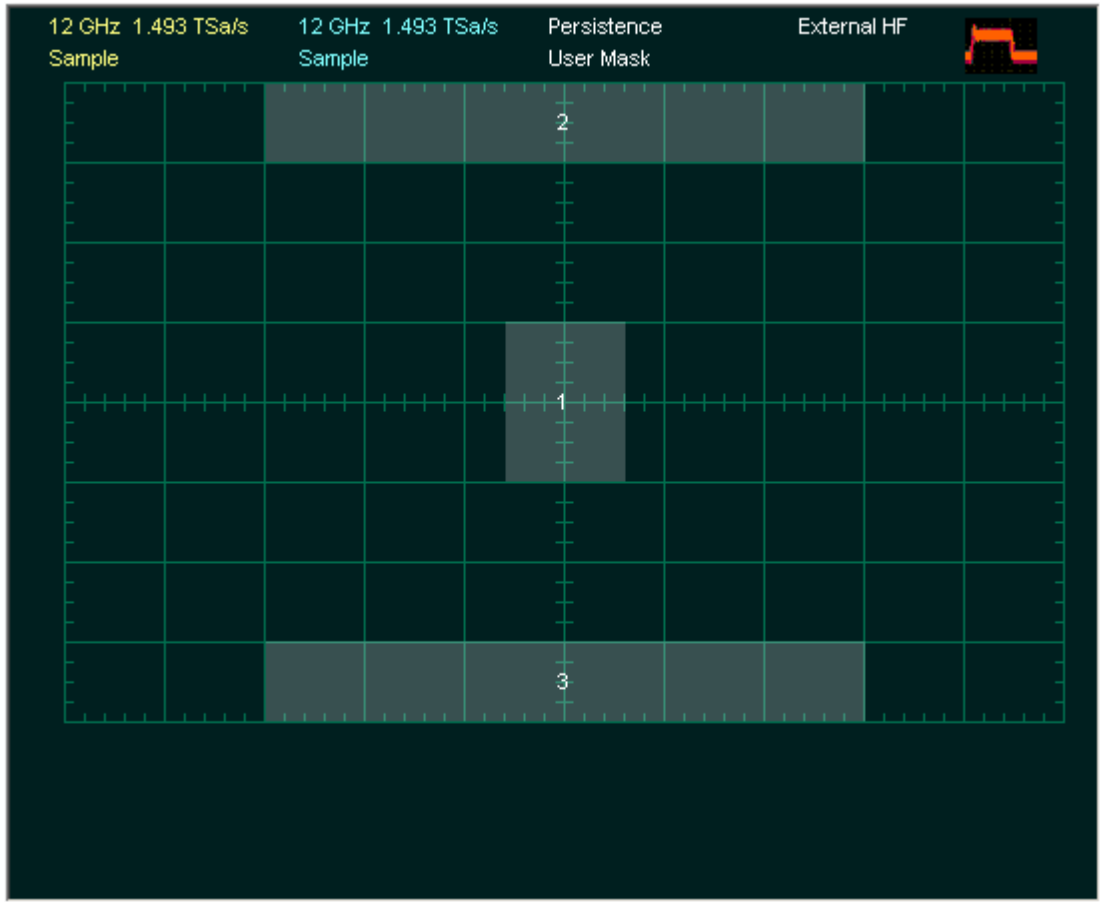 12 GHz 1.493 TSa/s 12 GHz 1.493 TSa/s Persistence External HF
Sample Sample User Mask
2
1
3